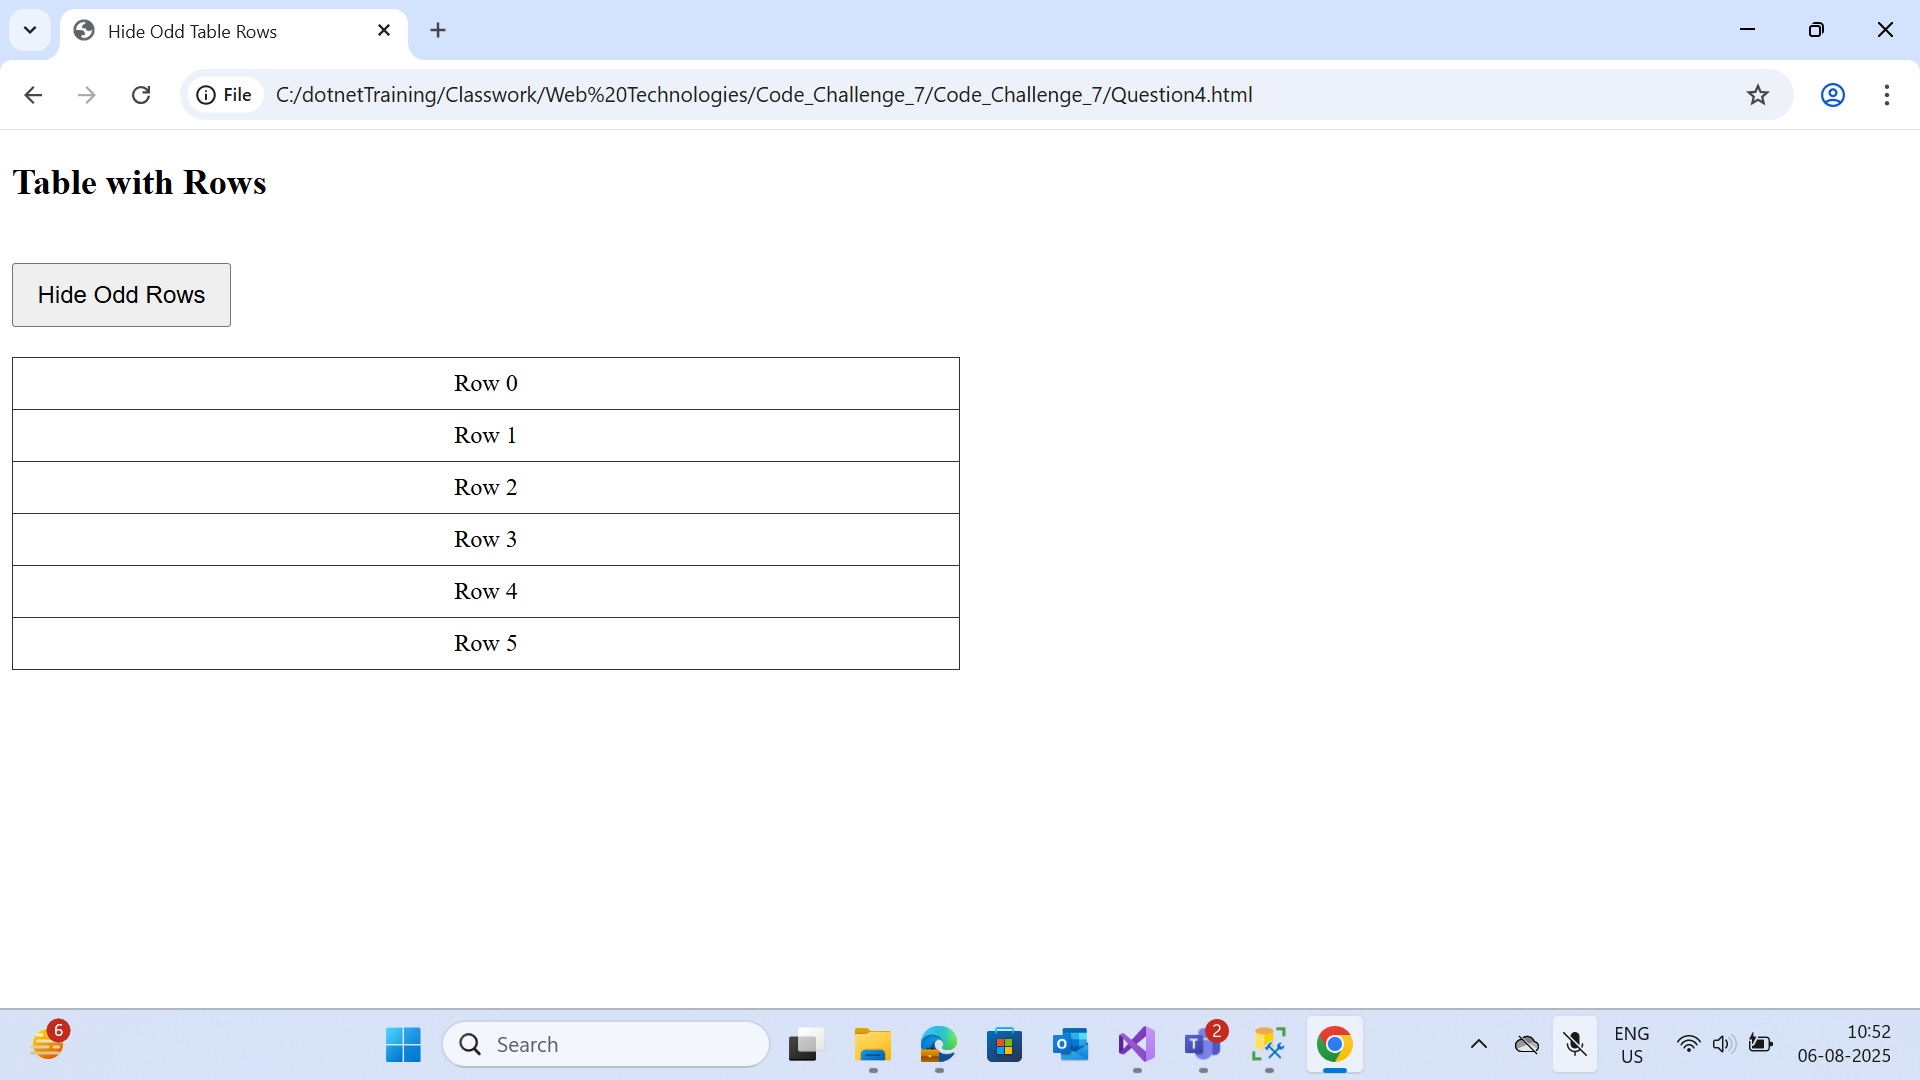 Hide Odd Table Rows
File
C:/dotnetTraining/Classwork/Web%20Technologies/Code_Challenge_7/Code_Challenge_7/Question4.html
Table with Rows
Hide Odd Rows
Row 0
Row 1
Row 2
Row 3
Row 4
Row 5
6
Search
2
ENG
US
10:52
06-08-2025